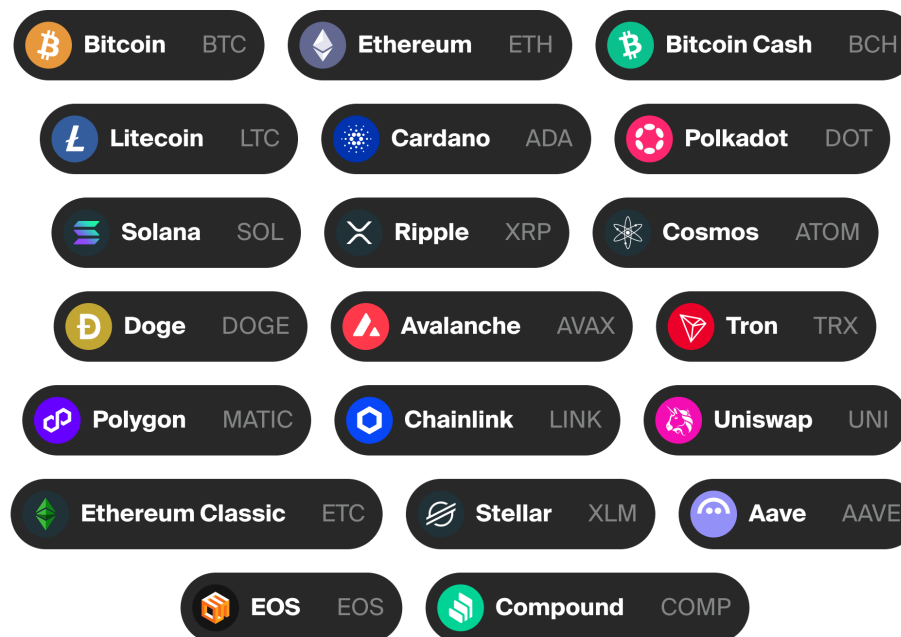 Bitcoin BTC Ethereum ETH Bitcoin Cash BCH
Litecoin LTC Cardano ADA Polkadot DOT
Solana SOL Ripple XRP Cosmos ATOM
Doge DOGE Avalanche AVAX Tron TRX
Polygon MATIC Chainlink LINK Uniswap UNI
Ethereum Classic ETC Stellar XLM Aave AAVE
EOS EOS Compound COMP